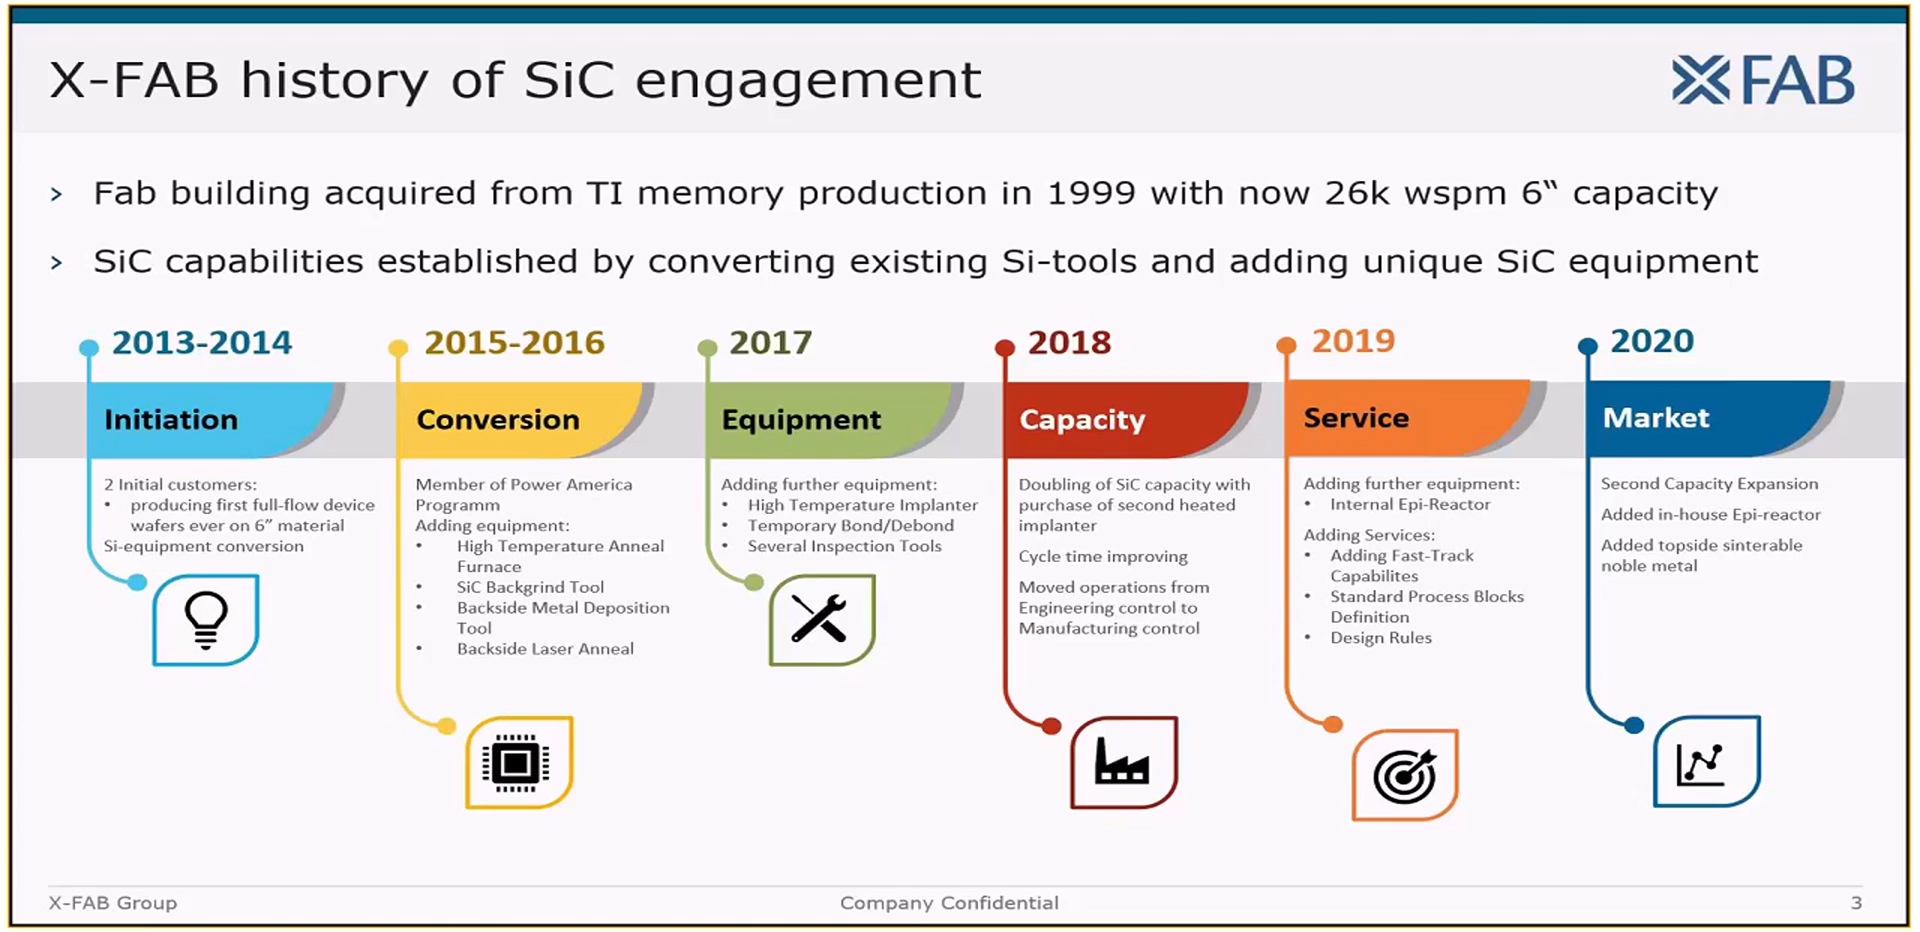 X-FAB history of SiC engagement
XFAB
› Fab building acquired from TI memory production in 1999 with now 26k wspm 6“ capacity
› SiC capabilities established by converting existing Si-tools and adding unique SiC equipment
2013-2014
Initiation
2 Initial customers:
• producing first full-flow device
wafers ever on 6” material
Si-equipment conversion
2015-2016
Conversion
Member of Power America
Programm
Adding equipment:
• High Temperature Anneal
Furnace
• SiC Backgrind Tool
• Backside Metal Deposition
Tool
• Backside Laser Anneal
2017
Equipment
Adding further equipment:
• High Temperature Implanter
• Temporary Bond/Debond
• Several Inspection Tools
2018
Capacity
Doubling of SiC capacity with
purchase of second heated
implanter
Cycle time improving
Moved operations from
Engineering control to
Manufacturing control
2019
Service
Adding further equipment:
• Internal Epi-Reactor
Adding Services:
• Adding Fast-Track
Capabilites
• Standard Process Blocks
Definition
• Design Rules
2020
Market
Second Capacity Expansion
Added in-house Epi-reactor
Added topside sinterable
noble metal
X-FAB Group
Company Confidential
3